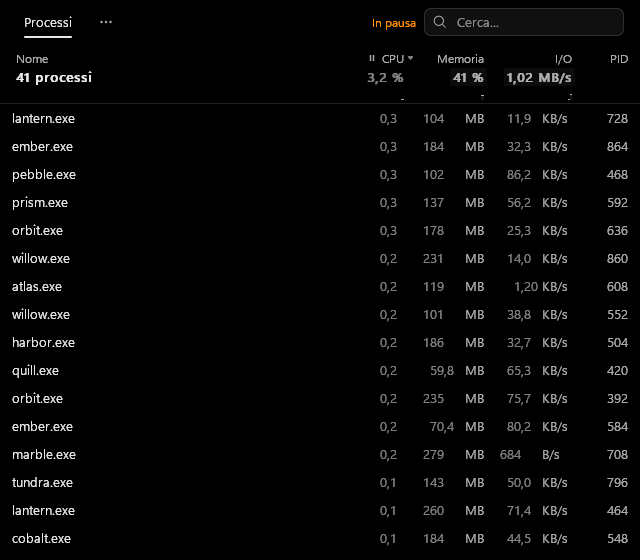 Processi ··· In pausa Cerca...
Nome CPU Memoria I/O PID
41 processi 3,2 % 41 % 1,02 MB/s
lantern.exe 0,3 104 MB 11,9 KB/s 728
ember.exe 0,3 184 MB 32,3 KB/s 864
pebble.exe 0,3 102 MB 86,2 KB/s 468
prism.exe 0,3 137 MB 56,2 KB/s 592
orbit.exe 0,3 178 MB 25,3 KB/s 636
willow.exe 0,2 231 MB 14,0 KB/s 860
atlas.exe 0,2 119 MB 1,20 KB/s 608
willow.exe 0,2 101 MB 38,8 KB/s 552
harbor.exe 0,2 186 MB 32,7 KB/s 504
quill.exe 0,2 59,8 MB 65,3 KB/s 420
orbit.exe 0,2 235 MB 75,7 KB/s 392
ember.exe 0,2 70,4 MB 80,2 KB/s 584
marble.exe 0,2 279 MB 684 B/s 708
tundra.exe 0,1 143 MB 50,0 KB/s 796
lantern.exe 0,1 260 MB 71,4 KB/s 464
cobalt.exe 0,1 184 MB 44,5 KB/s 548